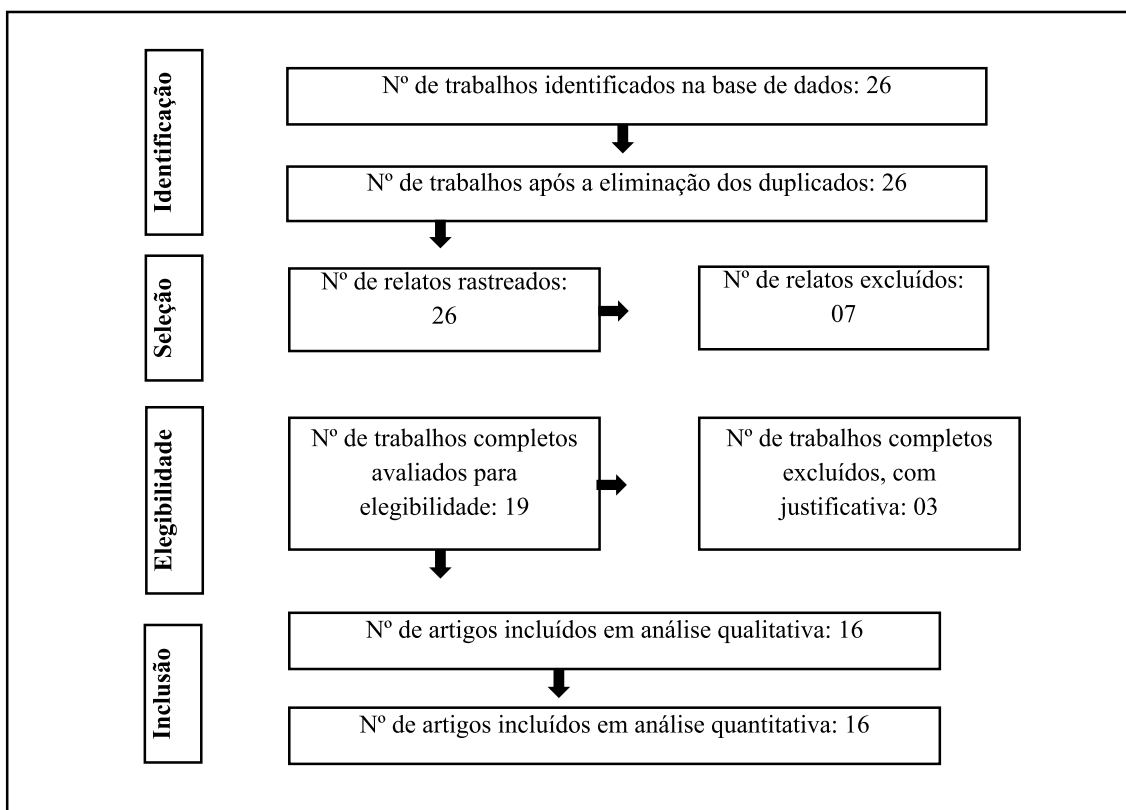 Identificação
Nº de trabalhos identificados na base de dados: 26
Nº de trabalhos após a eliminação dos duplicados: 26
Seleção
Nº de relatos rastreados:
26
Nº de relatos excluídos:
07
Elegibilidade
Nº de trabalhos completos
avaliados para
elegibilidade: 19
Nº de trabalhos completos
excluídos, com
justificativa: 03
Inclusão
Nº de artigos incluídos em análise qualitativa: 16
Nº de artigos incluídos em análise quantitativa: 16